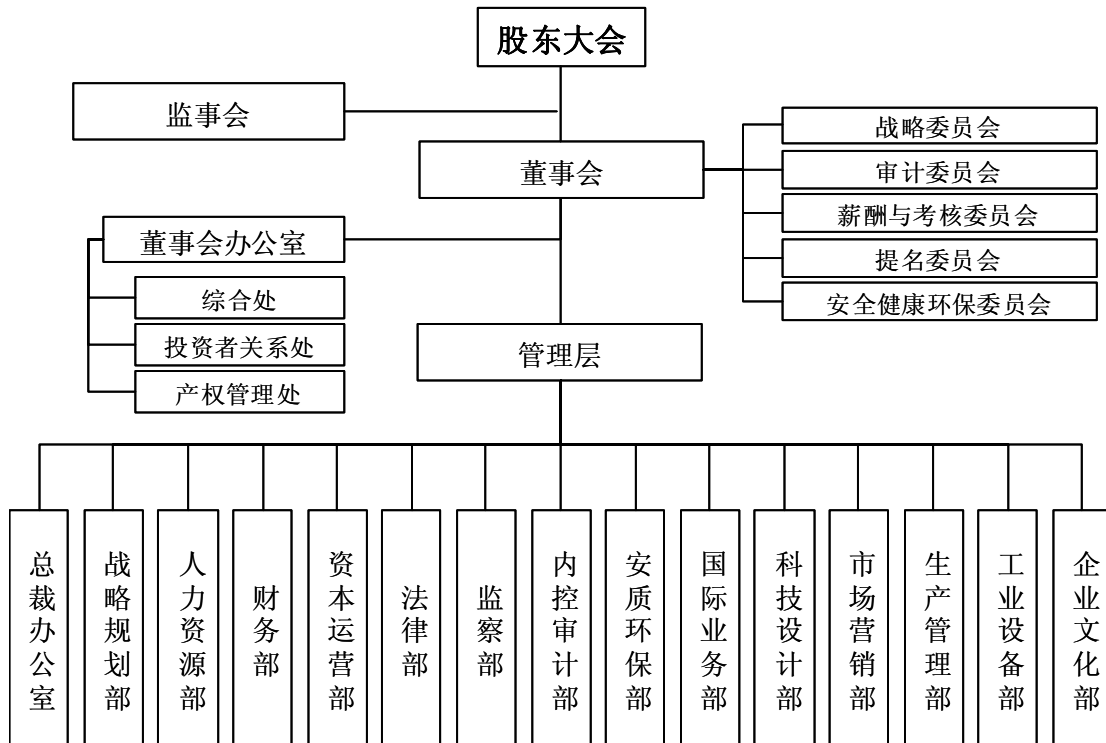 股东大会
监事会
董事会
战略委员会
审计委员会
薪酬与考核委员会
提名委员会
安全健康环保委员会
董事会办公室
综合处
投资者关系处
产权管理处
管理层
总裁办公室
战略规划部
人力资源部
财务部
资本运营部
法律部
监察部
内控审计部
安质环保部
国际业务部
科技设计部
市场营销部
生产管理部
工业设备部
企业文化部